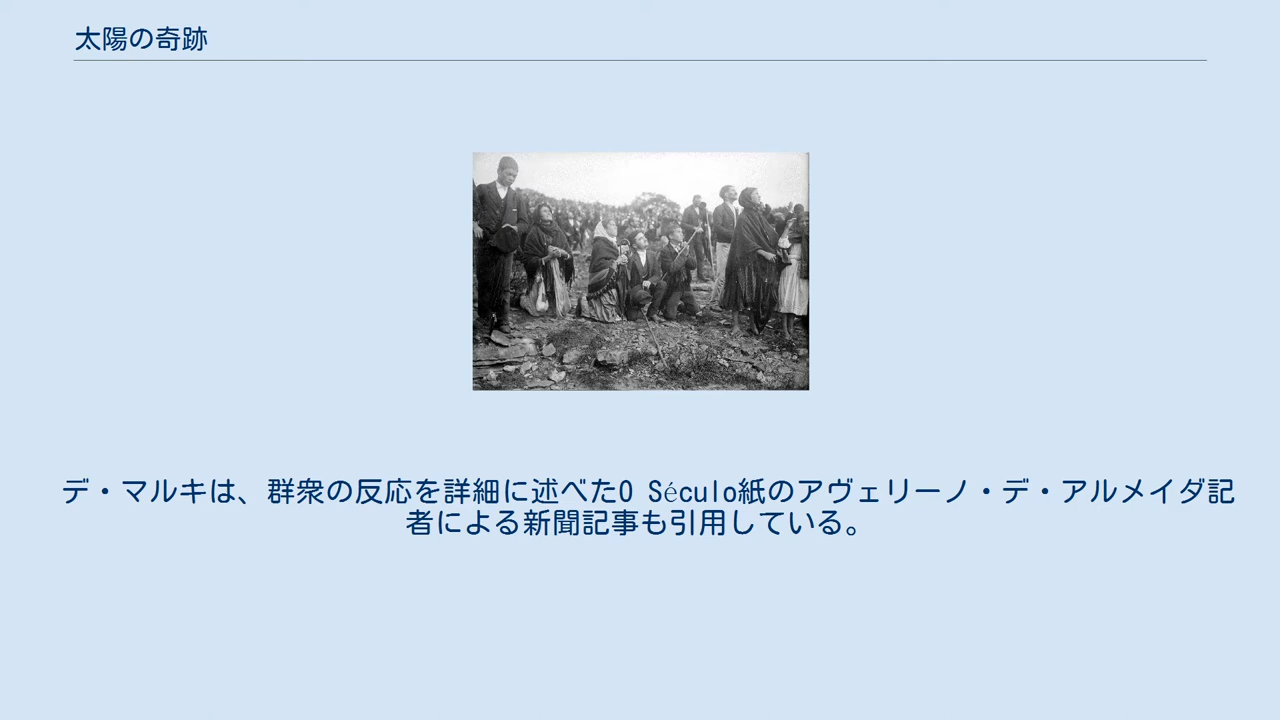 太陽の奇跡
デ・マルキは、群衆の反応を詳細に述べたO Século紙のアヴェリーノ・デ・アルメイダ記
者による新聞記事も引用している。